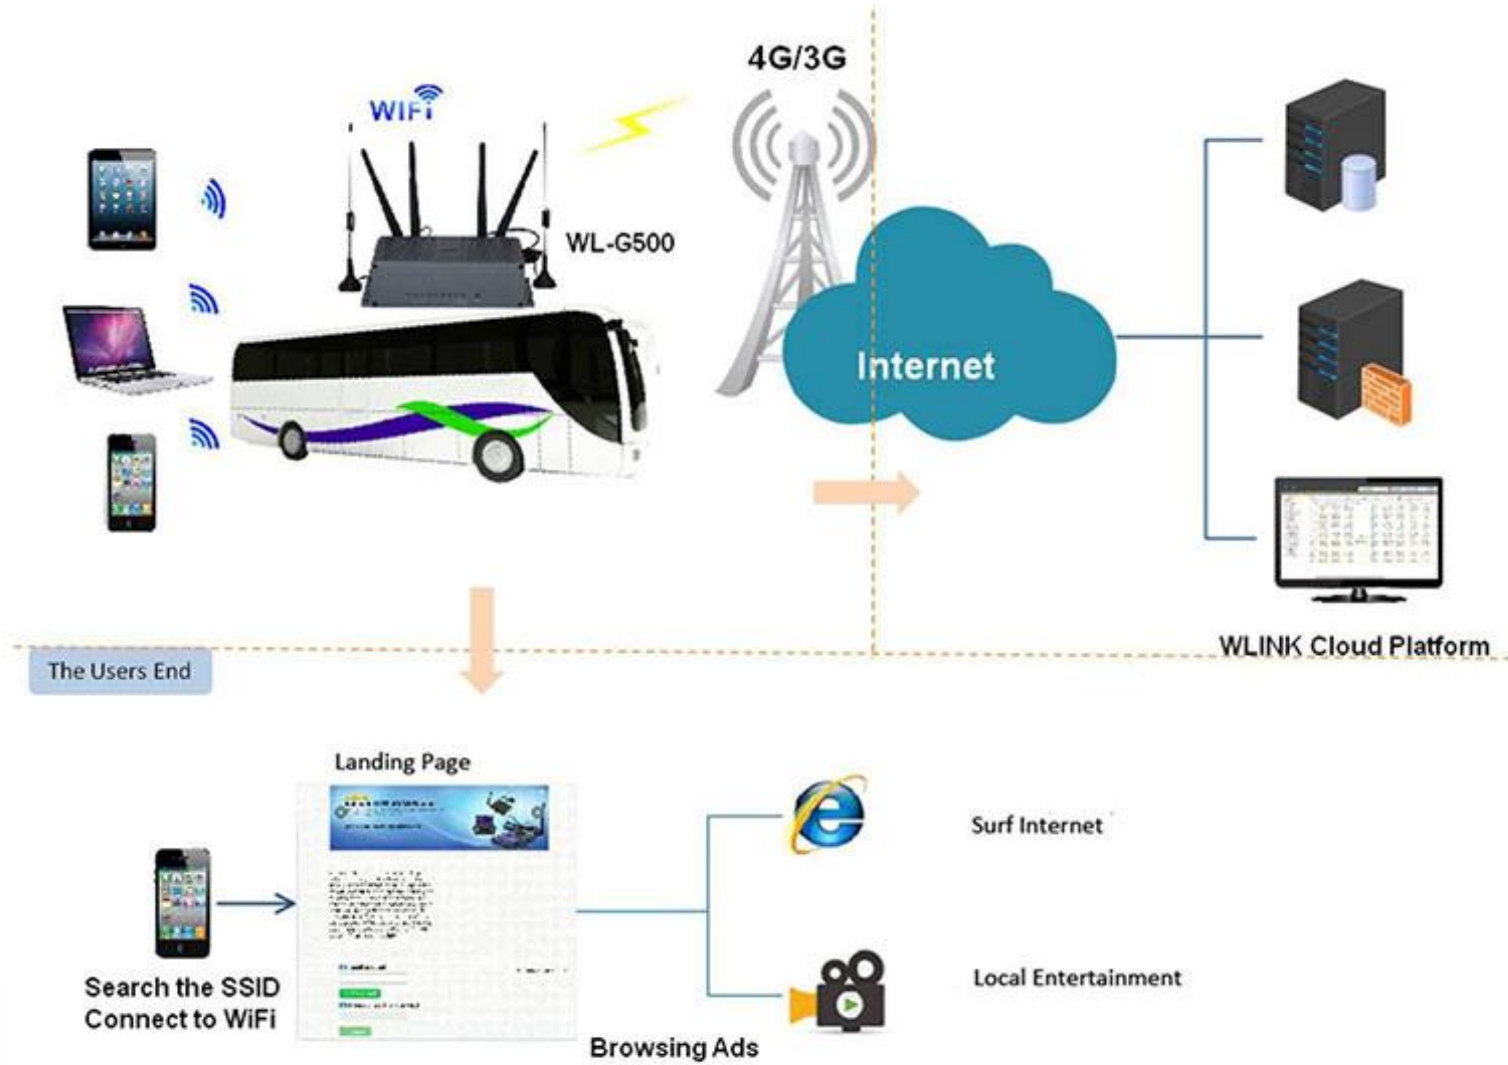 4G/3G
WIFi
WL-G500
Internet
WLINK Cloud Platform
The Users End
Landing Page
Surf Internet
Search the SSID
Connect to WiFi
Local Entertainment
Browsing Ads